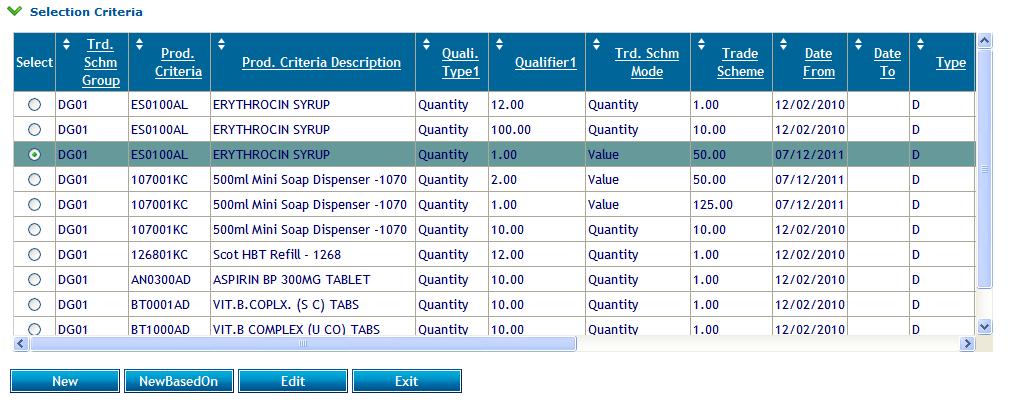 Selection Criteria
Select Trd. Schm Group Prod. Criteria Prod. Criteria Description Quali. Type1 Qualifier1 Trd. Schm Mode Trade Scheme Date From Date To Type
DG01 ES0100AL ERYTHROCIN SYRUP Quantity 12.00 Quantity 1.00 12/02/2010 D
DG01 ES0100AL ERYTHROCIN SYRUP Quantity 100.00 Quantity 10.00 12/02/2010 D
DG01 ES0100AL ERYTHROCIN SYRUP Quantity 1.00 Value 50.00 07/12/2011 D
DG01 107001KC 500ml Mini Soap Dispenser -1070 Quantity 2.00 Value 50.00 07/12/2011 D
DG01 107001KC 500ml Mini Soap Dispenser -1070 Quantity 1.00 Value 125.00 07/12/2011 D
DG01 107001KC 500ml Mini Soap Dispenser -1070 Quantity 10.00 Quantity 10.00 12/02/2010 D
DG01 126801KC Scot HBT Refill - 1268 Quantity 12.00 Quantity 1.00 12/02/2010 D
DG01 AN0300AD ASPIRIN BP 300MG TABLET Quantity 10.00 Quantity 1.00 12/02/2010 D
DG01 BT0001AD VIT.B.COPLX. (S C) TABS Quantity 10.00 Quantity 1.00 12/02/2010 D
DG01 BT1000AD VIT.B COMPLEX (U CO) TABS Quantity 10.00 Quantity 1.00 12/02/2010 D
New NewBasedOn Edit Exit